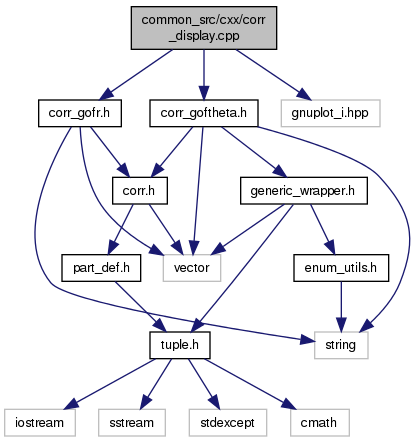 common_src/cxx/corr
_display.cpp
corr_gofr.h
corr_goftheta.h
gnuplot_i.hpp
corr.h
generic_wrapper.h
part_def.h
vector
enum_utils.h
tuple.h
string
iostream
sstream
stdexcept
cmath